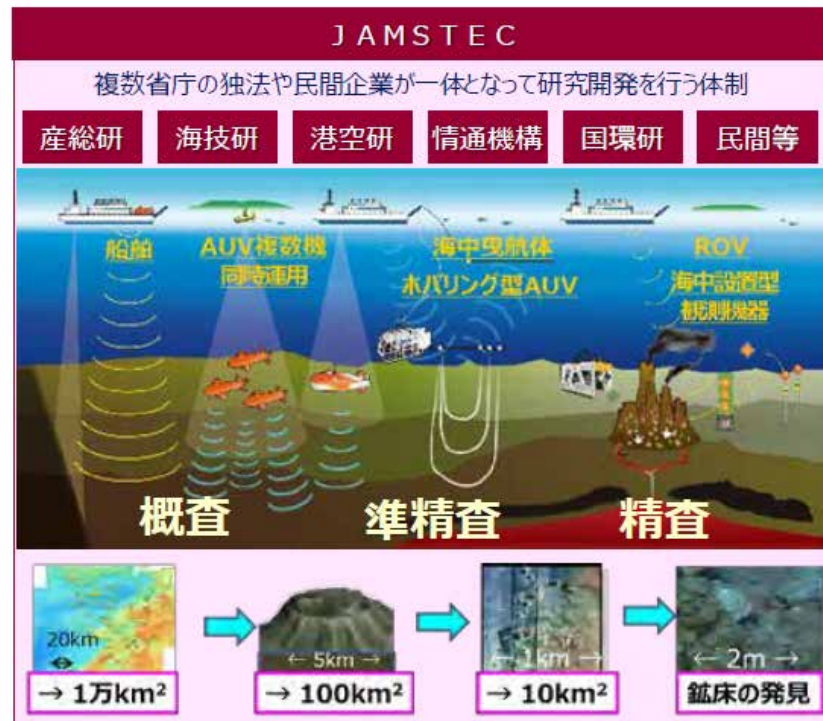 JAMSTEC
複数省庁の独法や民間企業が一体となって研究開発を行う体制
産総研 海技研 港空研 情通機構 国環研 民間等
船舶
AUV複数機
同時運用
海中曳航体
ホバリング型AUV
ROV
海中設置型
観測機器
概査 準精査 精査
20km
← 5km →
← 1km →
← 2m →
→ 1万km²
→ 100km²
→ 10km²
鉱床の発見